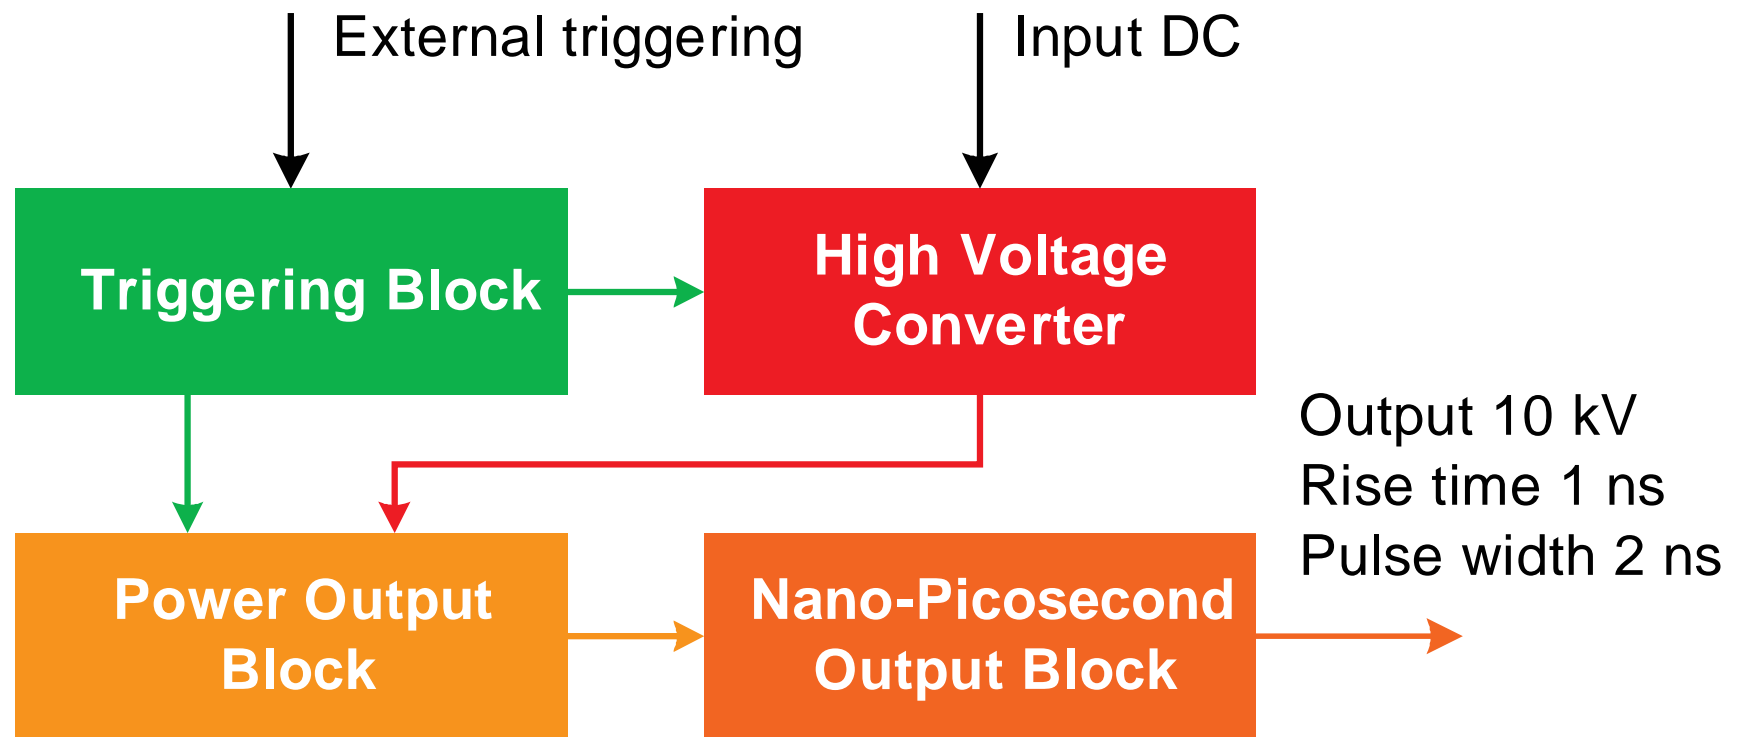 External triggering
Input DC
Triggering Block
High Voltage
Converter
Output 10 kV
Rise time 1 ns
Pulse width 2 ns
Power Output
Block
Nano-Picosecond
Output Block